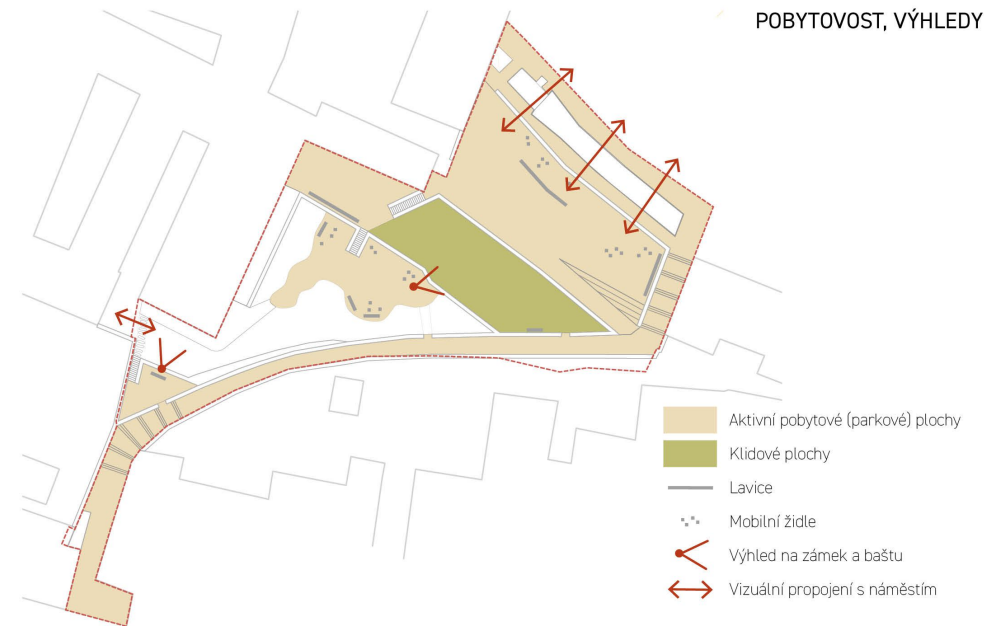 POBYTOVOST, VÝHLEDY
Aktivní pobytové (parkové) plochy
Klidové plochy
Lavice
Mobilní židle
Výhled na zámek a baštu
Vizuální propojení s náměstím